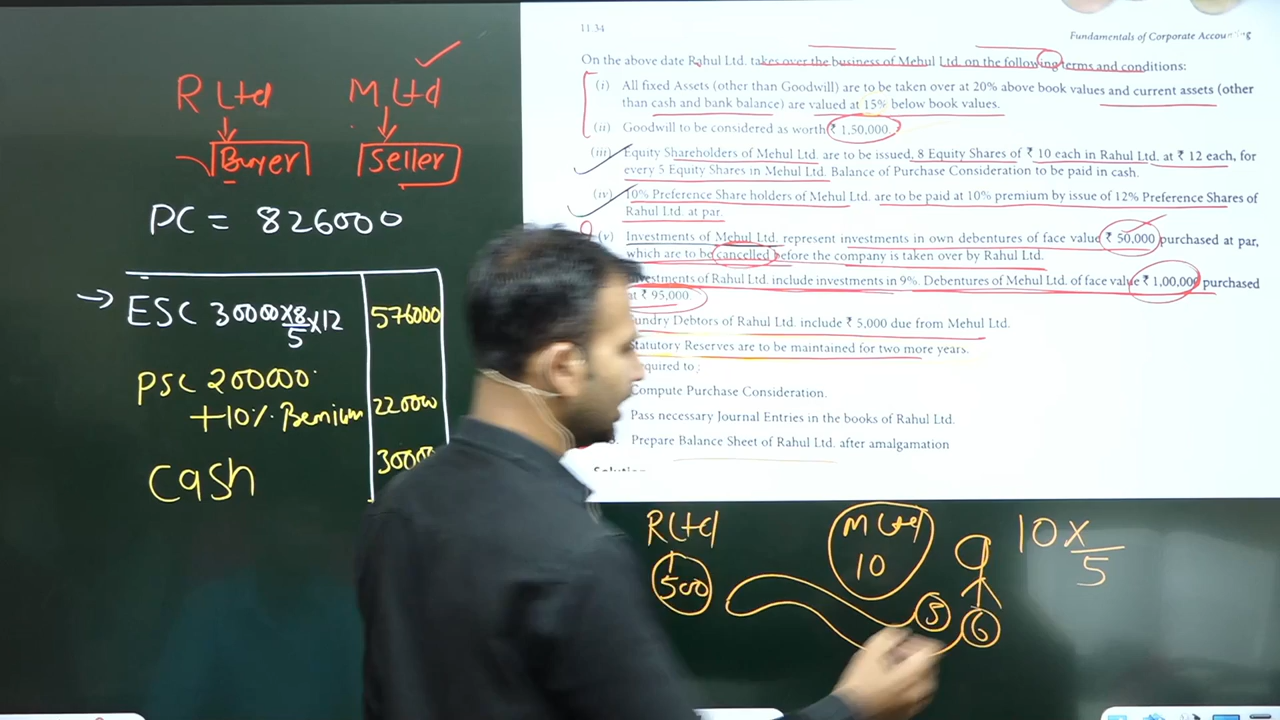 R Ltd M Ltd
Buyer Seller
PC = 826000
ESC 30000×8/5×12 576000
PSC 200000
+10% Premium 220000
Cash 30000
11.34
Fundamentals of Corporate Accounting
On the above date Rahul Ltd. takes over the business of Mehul Ltd. on the following terms and conditions:
(i) All fixed Assets (other than Goodwill) are to be taken over at 20% above book values and current assets (other
than cash and bank balance) are valued at 15% below book values.
(ii) Goodwill to be considered as worth ₹ 1,50,000.
(iii) Equity Shareholders of Mehul Ltd. are to be issued, 8 Equity Shares of ₹ 10 each in Rahul Ltd. at ₹ 12 each, for
every 5 Equity Shares in Mehul Ltd. Balance of Purchase Consideration to be paid in cash.
(iv) 10% Preference Share holders of Mehul Ltd. are to be paid at 10% premium by issue of 12% Preference Shares of
Rahul Ltd. at par.
(v) Investments of Mehul Ltd. represent investments in own debentures of face value ₹ 50,000 purchased at par,
which are to be cancelled before the company is taken over by Rahul Ltd.
vestments of Rahul Ltd. include investments in 9%. Debentures of Mehul Ltd. of face value ₹ 1,00,000 purchased
at ₹ 95,000.
undry Debtors of Rahul Ltd. include ₹ 5,000 due from Mehul Ltd.
Statutory Reserves are to be maintained for two more years.
quired to :
Compute Purchase Consideration.
Pass necessary Journal Entries in the books of Rahul Ltd.
Prepare Balance Sheet of Rahul Ltd. after amalgamation
R Ltd M Ltd 10×
500 10 5
5 6